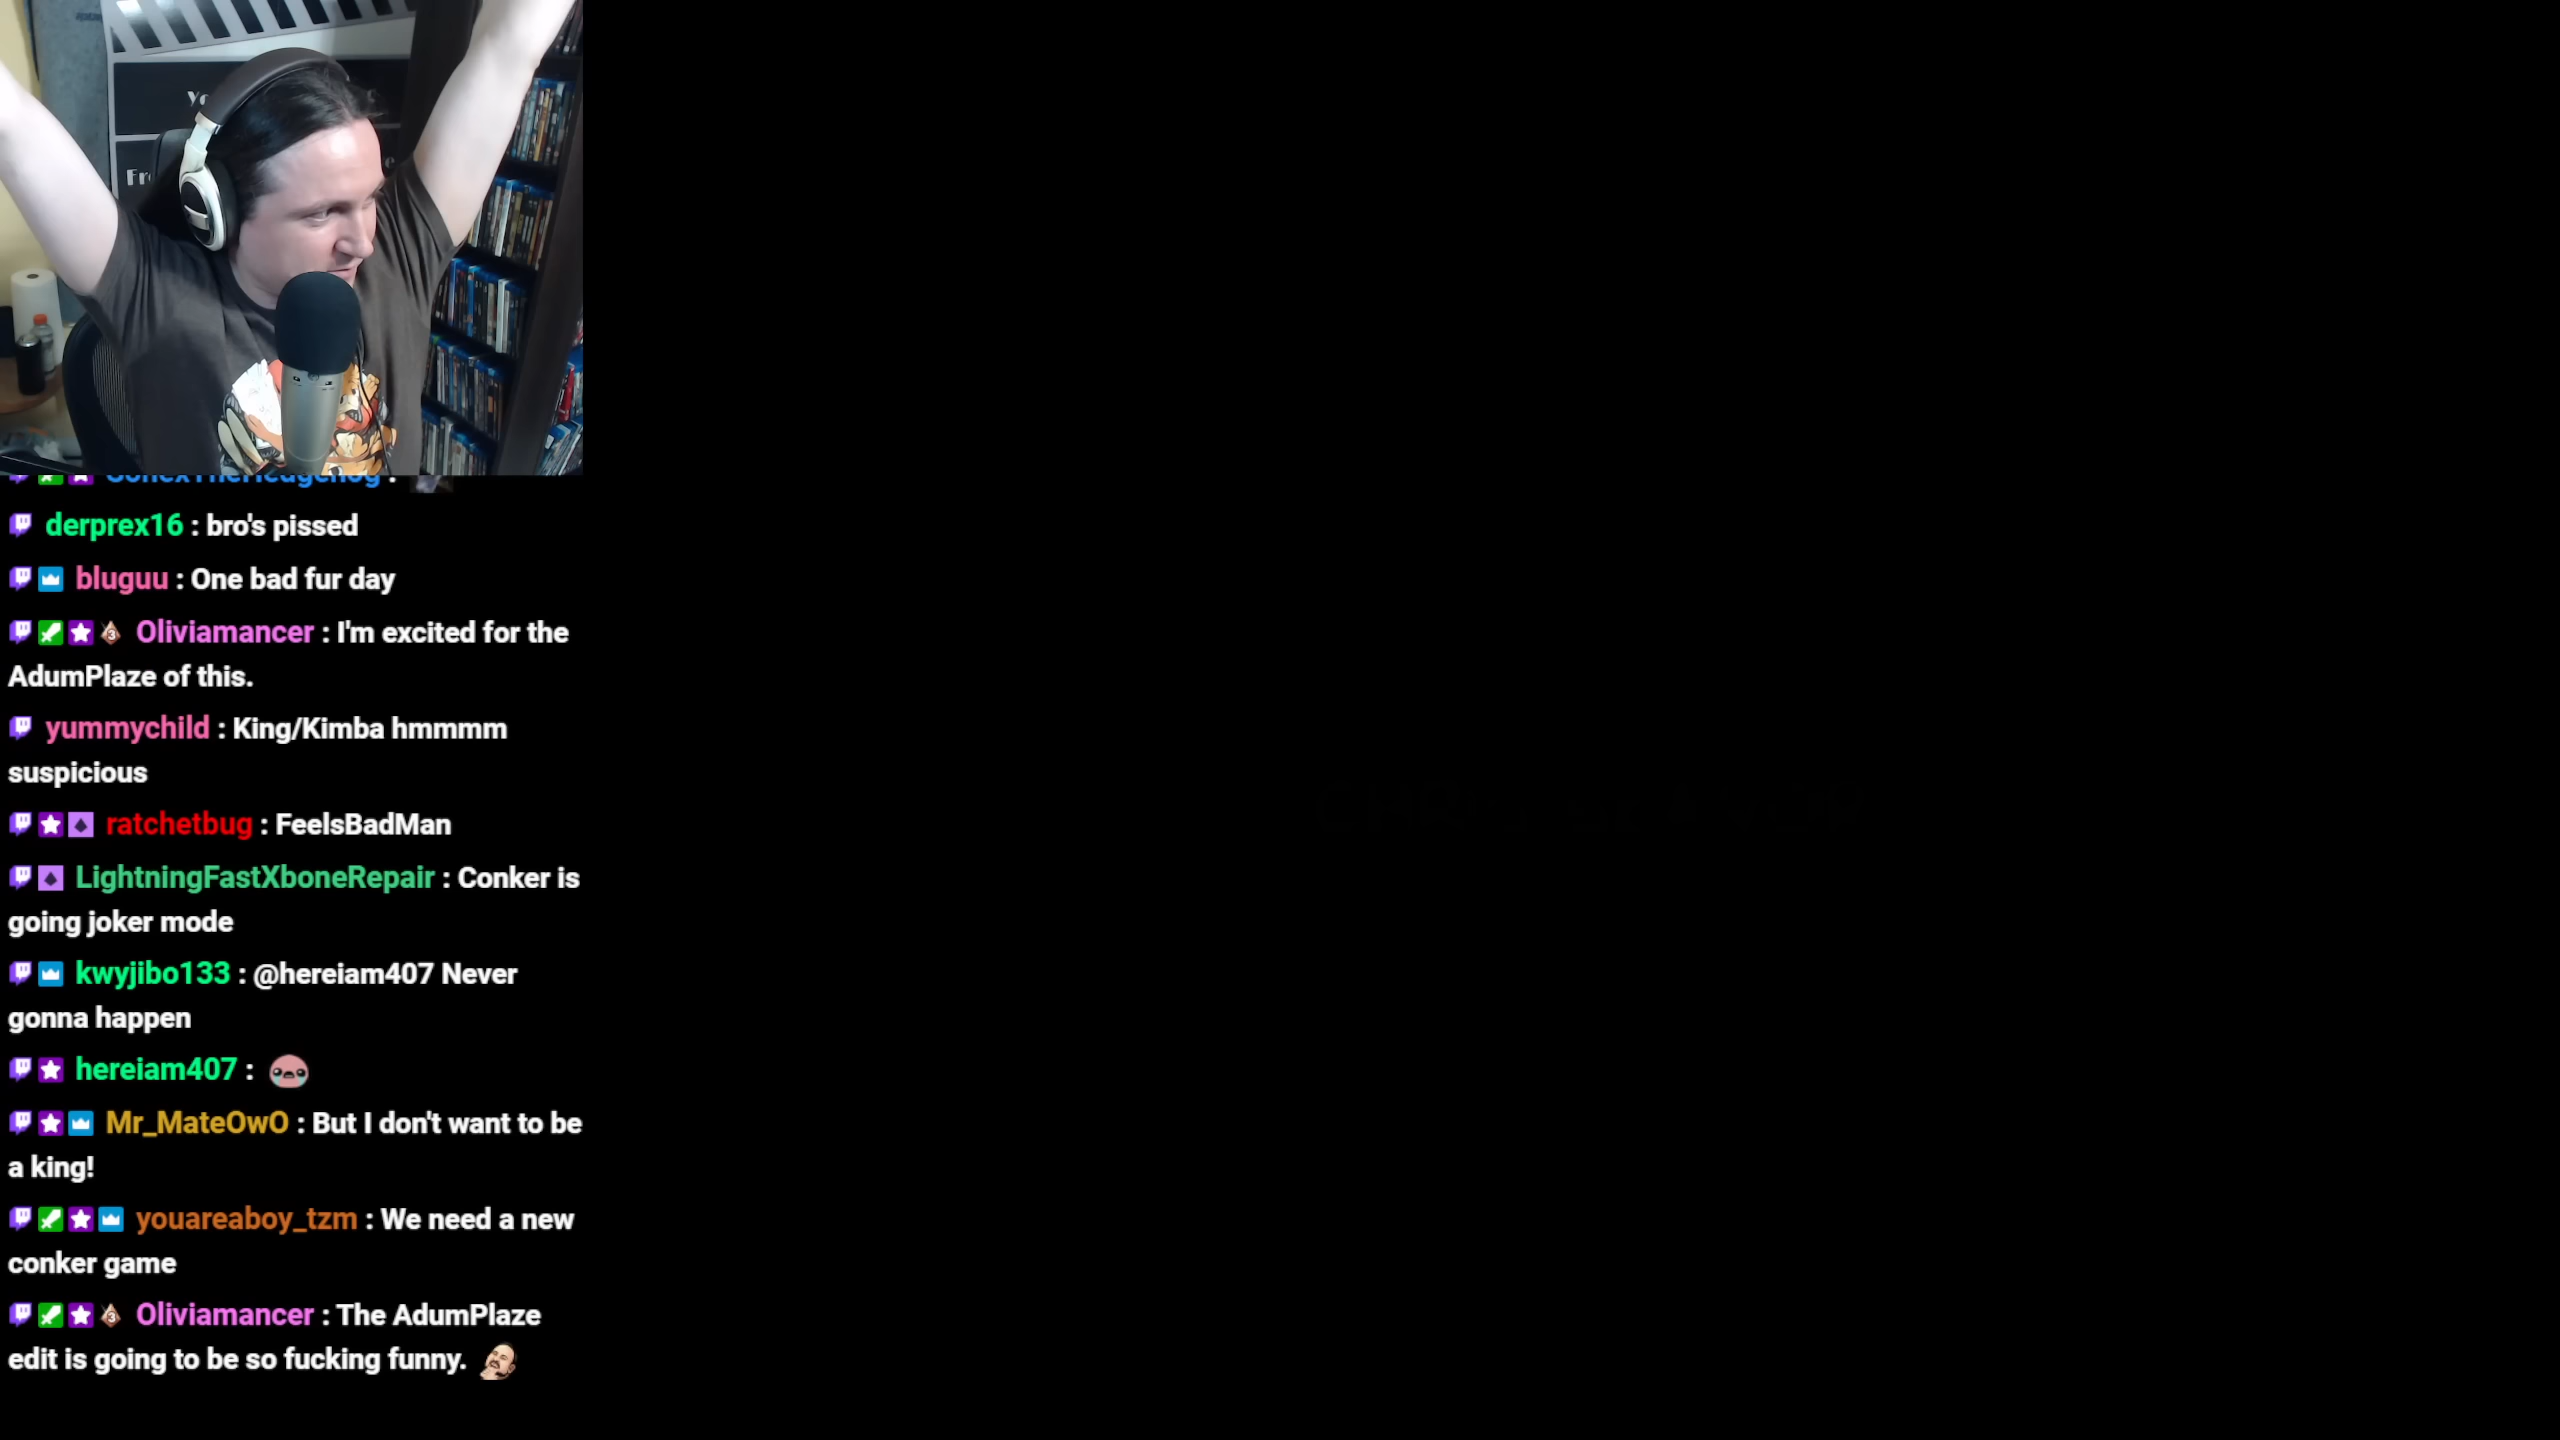 Yo
Fr
e
derprex16 : bro's pissed
bluguu : One bad fur day
Oliviamancer : I'm excited for the
AdumPlaze of this.
yummychild : King/Kimba hmmmm
suspicious
ratchetbug : FeelsBadMan
LightningFastXboneRepair : Conker is
going joker mode
kwyjibo133 : @hereiam407 Never
gonna happen
hereiam407 :
Mr_MateOwO : But I don't want to be
a king!
youareaboy_tzm : We need a new
conker game
Oliviamancer : The AdumPlaze
edit is going to be so fucking funny.